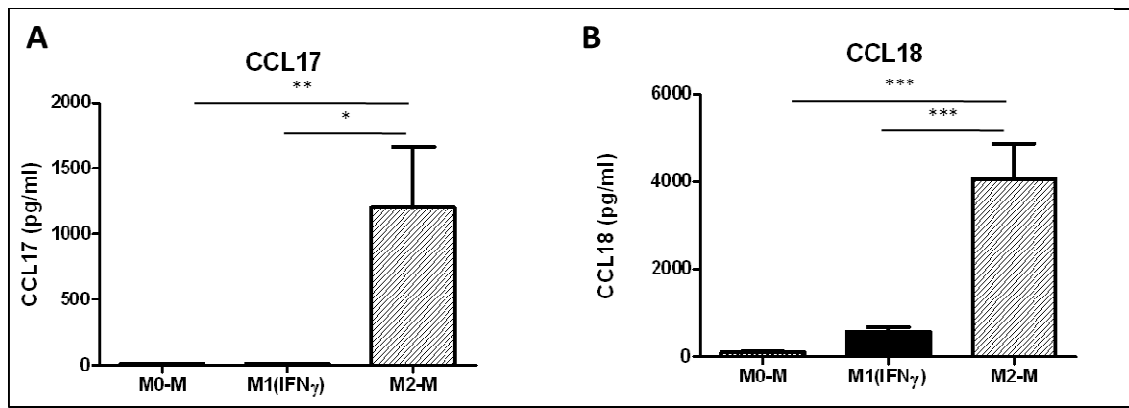 A
CCL17
**
*
2000
1500
1000
500
0
CCL17 (pg/ml)
M0-M
M1(IFNγ)
M2-M
B
CCL18
***
***
6000
4000
2000
0
CCL18 (pg/ml)
M0-M
M1(IFNγ)
M2-M